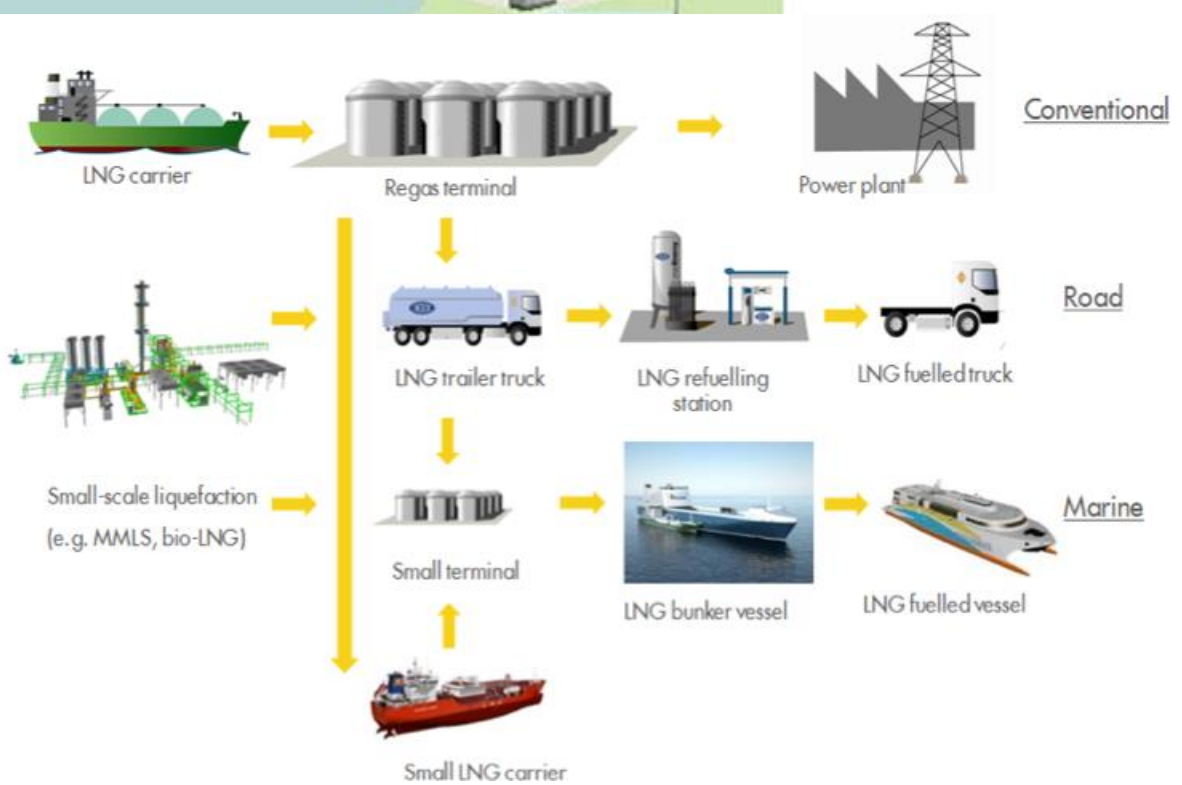 Conventional
LNG carrier
Regas terminal
Power plant
Road
LNG trailer truck
LNG refuelling
station
LNG fuelled truck
Small-scale liquefaction
(e.g. MMLS, bio-LNG)
Marine
Small terminal
LNG bunker vessel
LNG fuelled vessel
Small LNG carrier